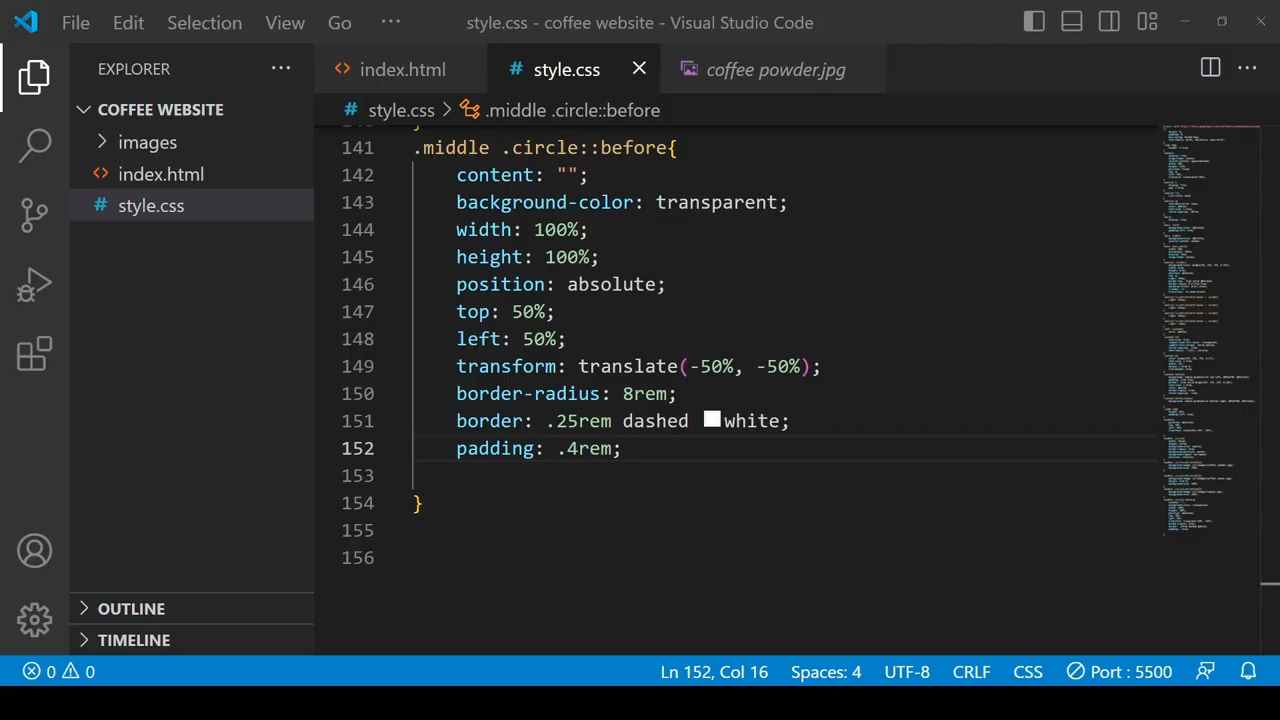 File Edit Selection View Go ··· style.css - coffee website - Visual Studio Code
EXPLORER ···
index.html # style.css coffee powder.jpg ···
COFFEE WEBSITE
images
index.html
# style.css
OUTLINE
TIMELINE
# style.css > .middle .circle::before
141 .middle .circle::before{
142 content: "";
143 background-color: transparent;
144 width: 100%;
145 height: 100%;
146 position: absolute;
147 top: 50%;
148 left: 50%;
149 transform: translate(-50%, -50%);
150 border-radius: 8rem;
151 border: .25rem dashed white;
152 padding: .4rem;
153
154 }
155
156
0 0 Ln 152, Col 16 Spaces: 4 UTF-8 CRLF CSS Port : 5500